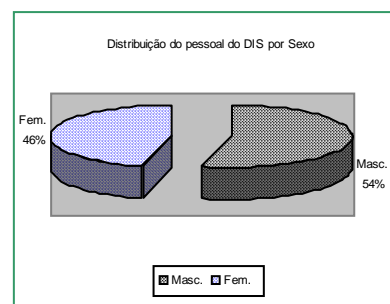 Distribuição do pessoal do DIS por Sexo
Fem.
46%
Masc.
54%
Masc. Fem.